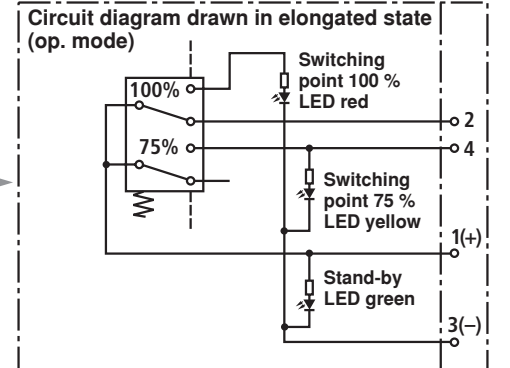 Circuit diagram drawn in elongated state
(op. mode)
Switching
point 100 %
LED red
100%
2
75%
4
Switching
point 75 %
LED yellow
1(+)
Stand-by
LED green
3(–)